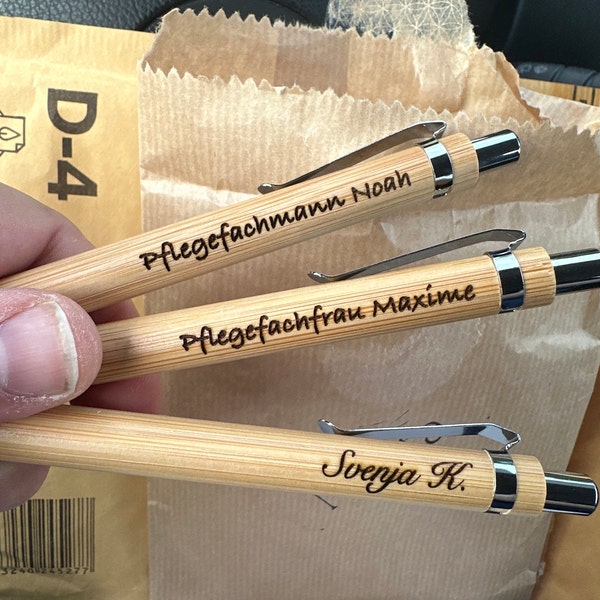 D-4
Pflegefachmann Noah
Pflegefachfrau Maxime
Svenja K.